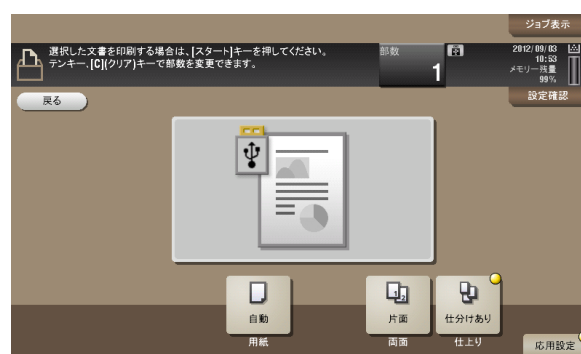 ジョブ表示
選択した文書を印刷する場合は、[スタート]キーを押してください。
テンキー、[C](クリア)キーで部数を変更できます。
部数
1
2012/09/03
10:53
メモリー残量
99%
戻る
設定確認
1
2
自動
片面
仕分けあり
用紙
両面
仕上り
応用設定